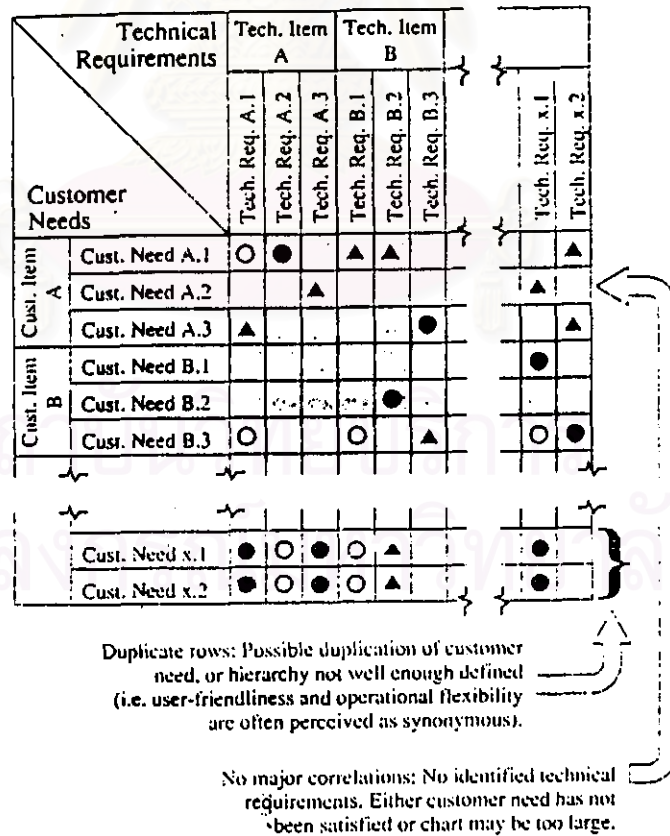 Technical Requirements
Tech. Item A
Tech. Item B
Customer Needs
Tech. Req. A.1
Tech. Req. A.2
Tech. Req. A.3
Tech. Req. B.1
Tech. Req. B.2
Tech. Req. B.3
Tech. Req. x.1
Tech. Req. x.2
Cust. Item A
Cust. Need A.1
Cust. Need A.2
Cust. Need A.3
Cust. Item B
Cust. Need B.1
Cust. Need B.2
Cust. Need B.3
Cust. Need x.1
Cust. Need x.2
Duplicate rows: Possible duplication of customer
need, or hierarchy not well enough defined
(i.e. user-friendliness and operational flexibility
are often perceived as synonymous).
No major correlations: No identified technical
requirements. Either customer need has not
been satisfied or chart may be too large.